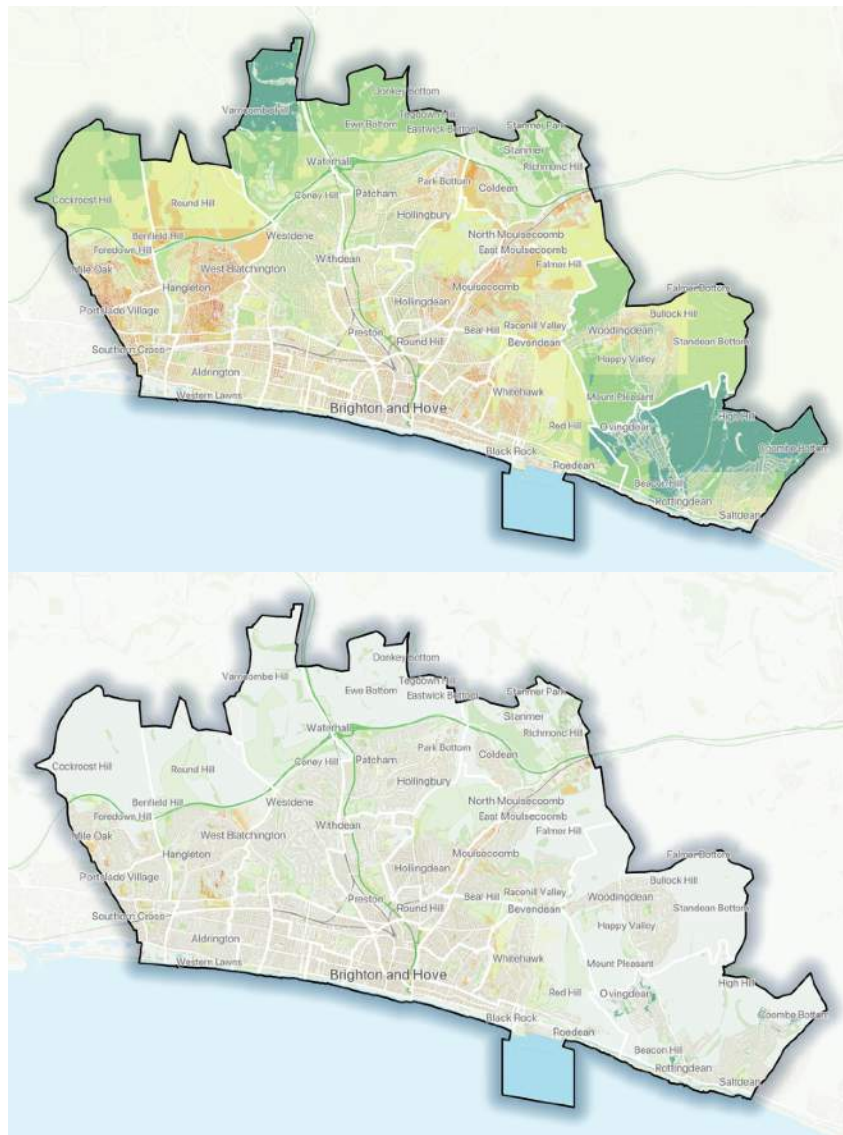 Donkey Bottom
Varncombe Hill
Tegdown Hill
Ewe Bottom
Eastwick Bottom
Stanmer Park
Stanmer
Waterhall
Richmond Hill
Park Bottom
Cockroost Hill
Round Hill
Coney Hill
Patcham
Coldean
Hollingbury
Benfield Hill
Westdene
North Moulsecoomb
Foredown Hill
East Moulsecoomb
Mile Oak
West Blatchington
Withdean
Falmer Hill
Hangleton
Moulsecoomb
Falmer Bottom
Portslade Village
Hollingdean
Bullock Hill
Preston
Bear Hill
Racehill Valley
Woodingdean
Round Hill
Bevendean
Standean Bottom
Southern Cross
Happy Valley
Aldrington
Whitehawk
Mount Pleasant
Western Lawns
Brighton and Hove
High Hill
Red Hill
Ovingdean
Black Rock
Coombe Bottom
Roedean
Beacon Hill
Rottingdean
Saltdean
Donkey Bottom
Varncombe Hill
Tegdown Hill
Ewe Bottom
Eastwick Bottom
Stanmer Park
Stanmer
Waterhall
Richmond Hill
Park Bottom
Cockroost Hill
Round Hill
Coney Hill
Patcham
Coldean
Hollingbury
Benfield Hill
Westdene
North Moulsecoomb
Foredown Hill
East Moulsecoomb
Mile Oak
West Blatchington
Withdean
Falmer Hill
Hangleton
Moulsecoomb
Falmer Bottom
Portslade Village
Hollingdean
Bullock Hill
Preston
Bear Hill
Racehill Valley
Woodingdean
Round Hill
Bevendean
Standean Bottom
Southern Cross
Happy Valley
Aldrington
Whitehawk
Mount Pleasant
Western Lawns
Brighton and Hove
High Hill
Red Hill
Ovingdean
Black Rock
Coombe Bottom
Roedean
Beacon Hill
Rottingdean
Saltdean